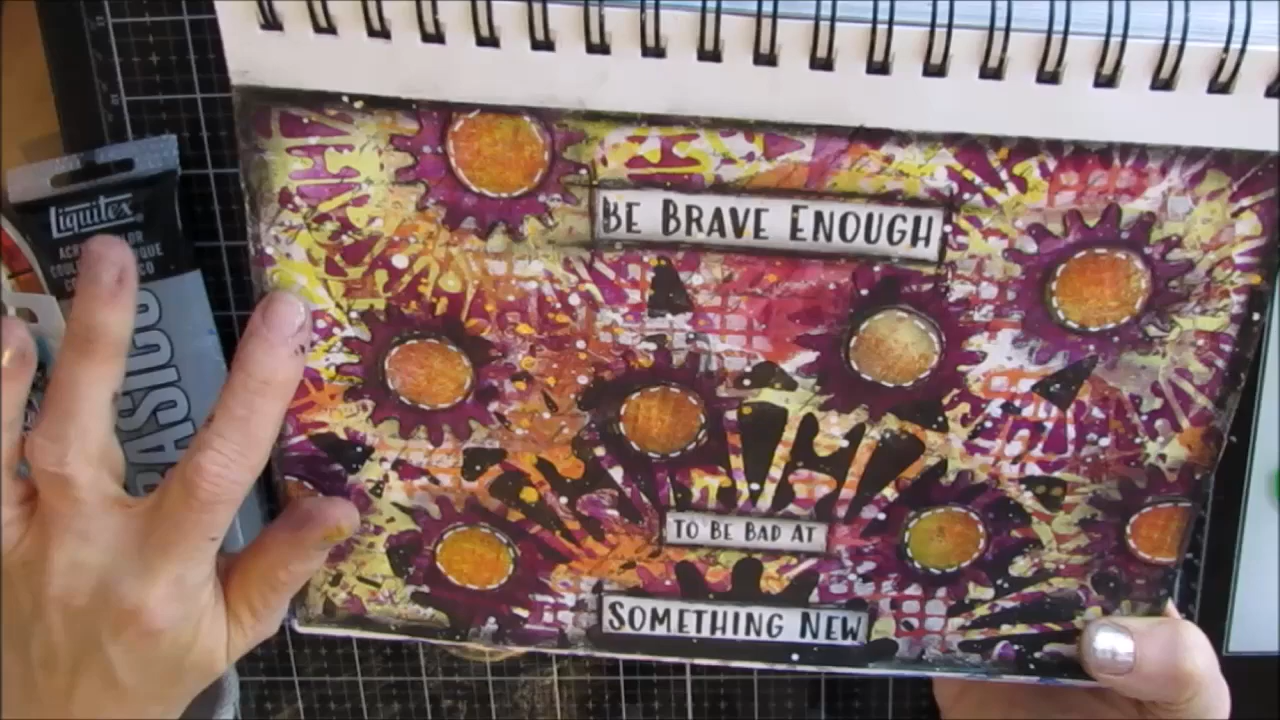 Liquitex
BASICS
BE BRAVE ENOUGH
TO BE BAD AT
SOMETHING NEW